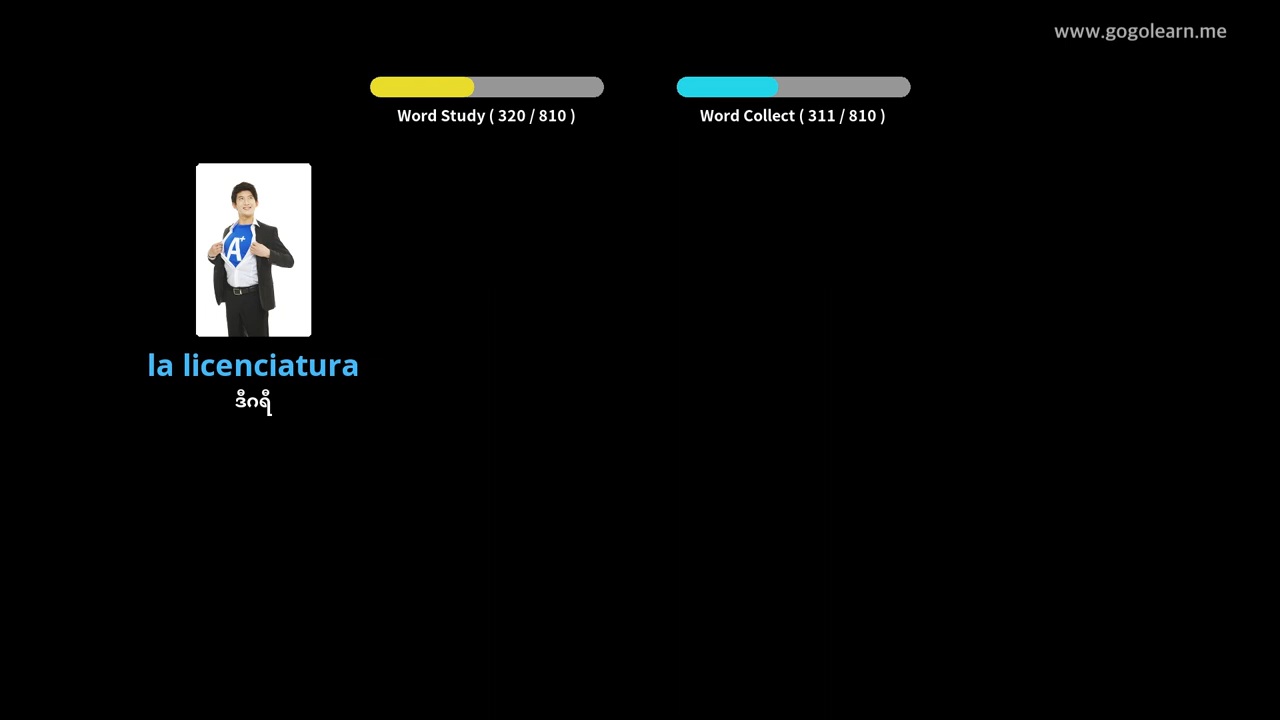 www.gogolearn.me
Word Study ( 320 / 810 )
Word Collect ( 311 / 810 )
A+
la licenciatura
ဒီဂရီ